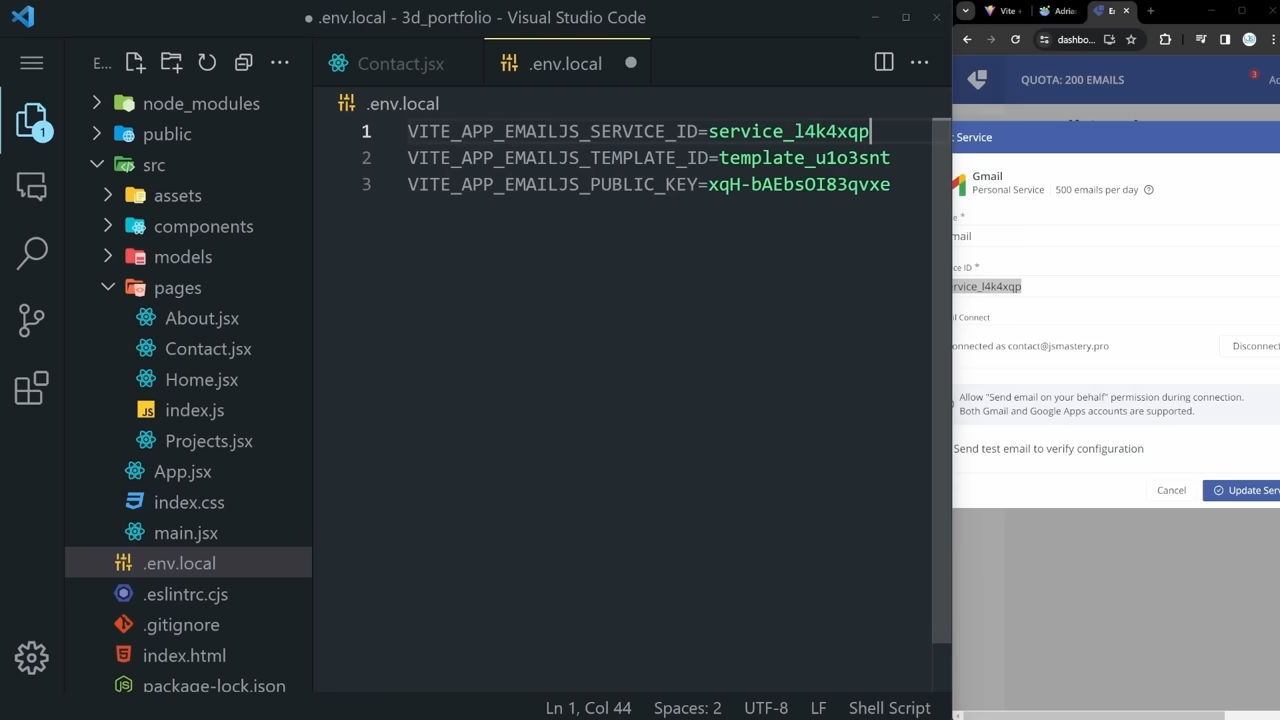 .env.local - 3d_portfolio - Visual Studio Code
E...
Contact.jsx
.env.local
.env.local
1 VITE_APP_EMAILJS_SERVICE_ID=service_l4k4xqp
2 VITE_APP_EMAILJS_TEMPLATE_ID=template_u1o3snt
3 VITE_APP_EMAILJS_PUBLIC_KEY=xqH-bAEbsOI83qvxe
1
node_modules
public
src
assets
components
models
pages
About.jsx
Contact.jsx
Home.jsx
JS index.js
Projects.jsx
App.jsx
index.css
main.jsx
.env.local
.eslintrc.cjs
.gitignore
index.html
package-lock.json
Ln 1, Col 44
Spaces: 2
UTF-8
LF
Shell Script
Vite +
Adria
dashbo...
QUOTA: 200 EMAILS
3
Service
Gmail
Personal Service
500 emails per day
mail
ID *
rvice_l4k4xqp
Connect
onnected as contact@jsmastery.pro
Disconnect
Allow "Send email on your behalf" permission during connection.
Both Gmail and Google Apps accounts are supported.
Send test email to verify configuration
Cancel
Update Serv